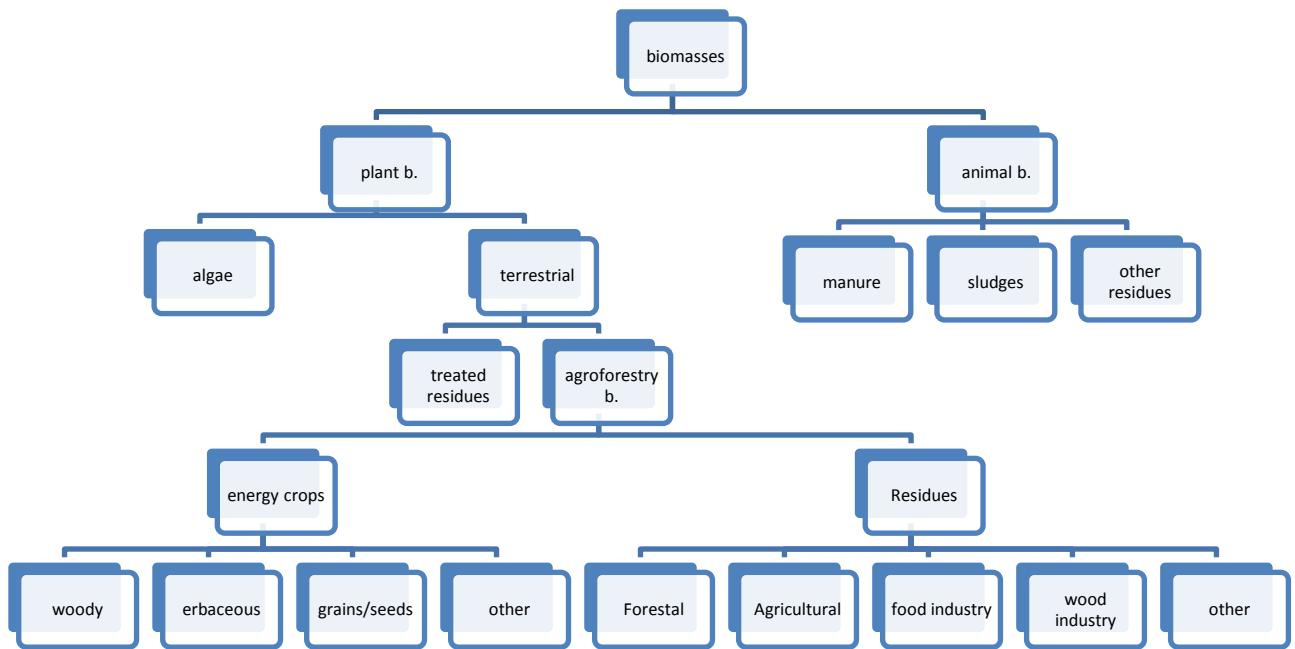 biomasses
plant b.
animal b.
algae
terrestrial
manure
sludges
other
residues
treated
residues
agroforestry
b.
energy crops
Residues
woody
erbaceous
grains/seeds
other
Forestal
Agricultural
food industry
wood
industry
other